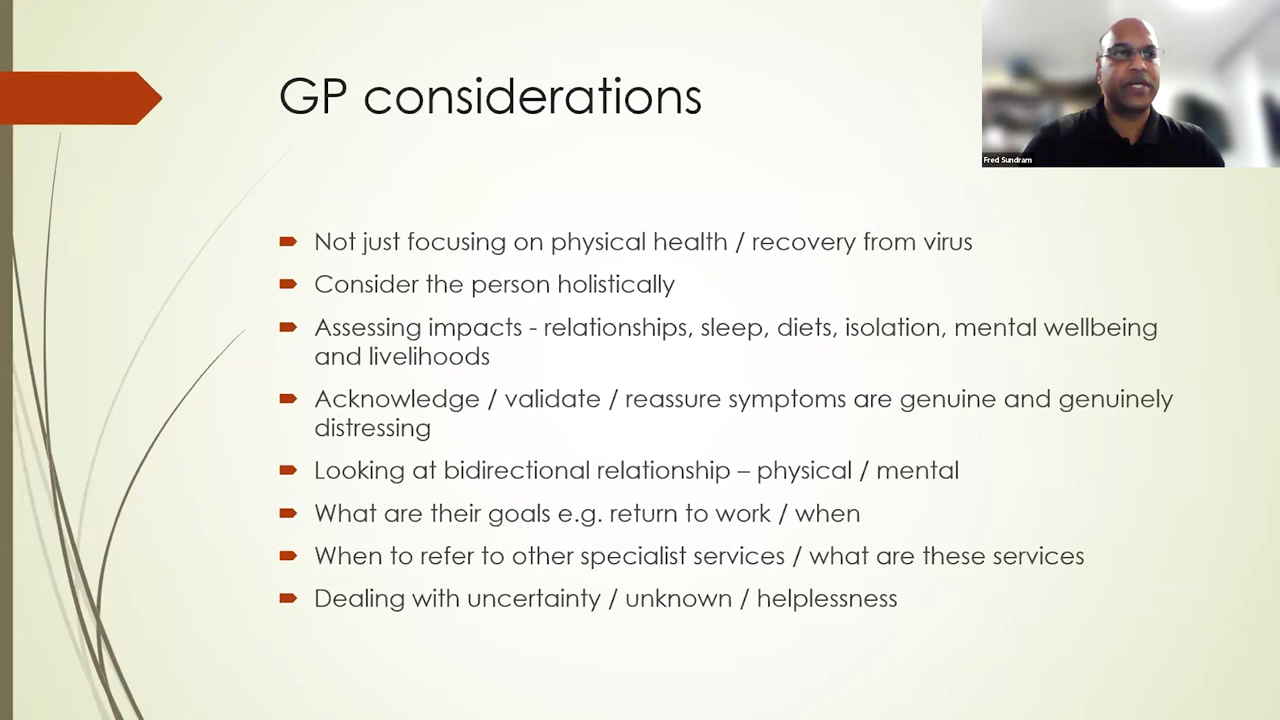 GP considerations
Fred Sundram
Not just focusing on physical health / recovery from virus
Consider the person holistically
Assessing impacts - relationships, sleep, diets, isolation, mental wellbeing
and livelihoods
Acknowledge / validate / reassure symptoms are genuine and genuinely
distressing
Looking at bidirectional relationship – physical / mental
What are their goals e.g. return to work / when
When to refer to other specialist services / what are these services
Dealing with uncertainty / unknown / helplessness